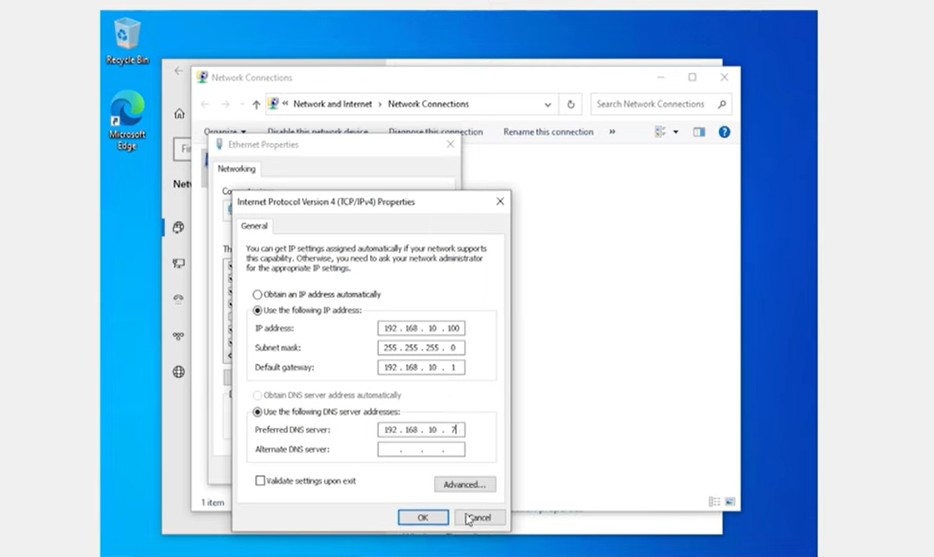 Recycle Bin
Microsoft
Edge
Network Connections
« Network and Internet › Network Connections
Search Network Connections
Organize Disable this network device Diagnose this connection Rename this connection »
Ethernet Properties
Networking
Internet Protocol Version 4 (TCP/IPv4) Properties
General
You can get IP settings assigned automatically if your network supports
this capability. Otherwise, you need to ask your network administrator
for the appropriate IP settings.
Obtain an IP address automatically
Use the following IP address:
IP address: 192 . 168 . 10 . 100
Subnet mask: 255 . 255 . 255 . 0
Default gateway: 192 . 168 . 10 . 1
Obtain DNS server address automatically
Use the following DNS server addresses:
Preferred DNS server: 192 . 168 . 10 . 7
Alternate DNS server: . . .
Validate settings upon exit
Advanced...
1 item
OK Cancel